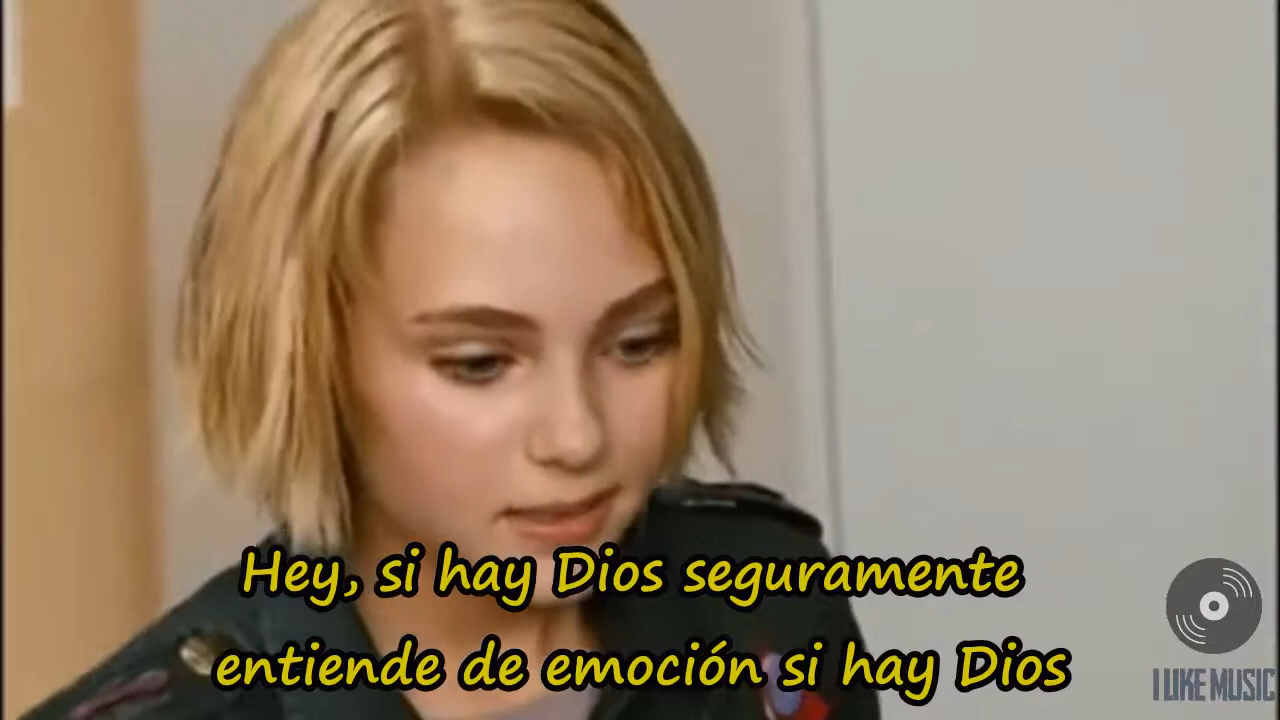 Hey, si hay Dios seguramente
entiende de emoción si hay Dios
I LIKE MUSIC